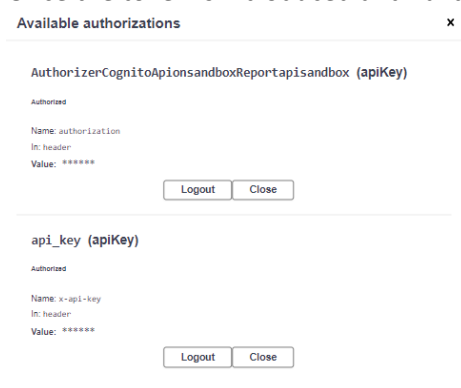 Available authorizations x
AuthorizerCognitoApionsandboxReportapisandbox (apiKey)
Authorized
Name: authorization
In: header
Value: ******
Logout Close
api_key (apiKey)
Authorized
Name: x-api-key
In: header
Value: ******
Logout Close